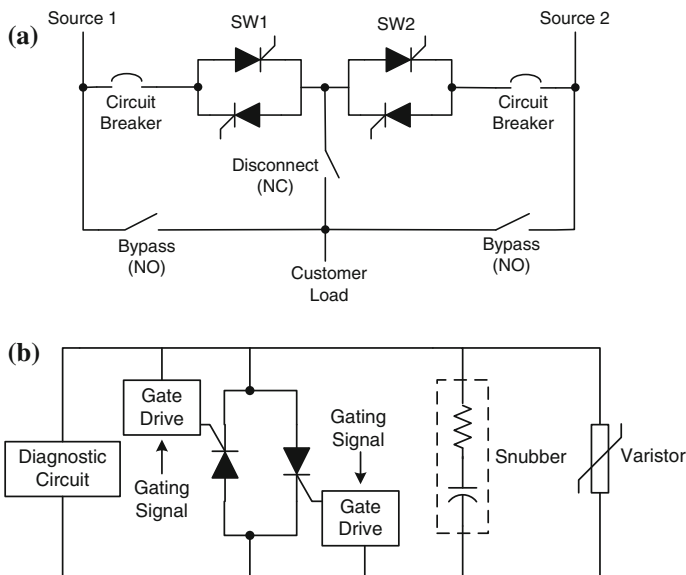 (a)
Source 1
SW1
SW2
Source 2
Circuit
Breaker
Circuit
Breaker
Disconnect
(NC)
Bypass
(NO)
Bypass
(NO)
Customer
Load
(b)
Gate
Drive
Gating
Signal
Diagnostic
Circuit
Gating
Signal
Gate
Drive
Snubber
Varistor